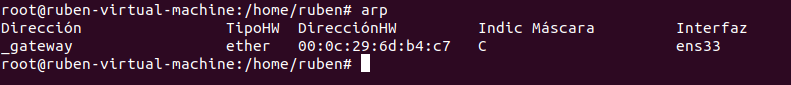 root@ruben-virtual-machine:/home/ruben# arp
Dirección TipoHW DirecciónHW Indic Máscara Interfaz
_gateway ether 00:0c:29:6d:b4:c7 C ens33
root@ruben-virtual-machine:/home/ruben#